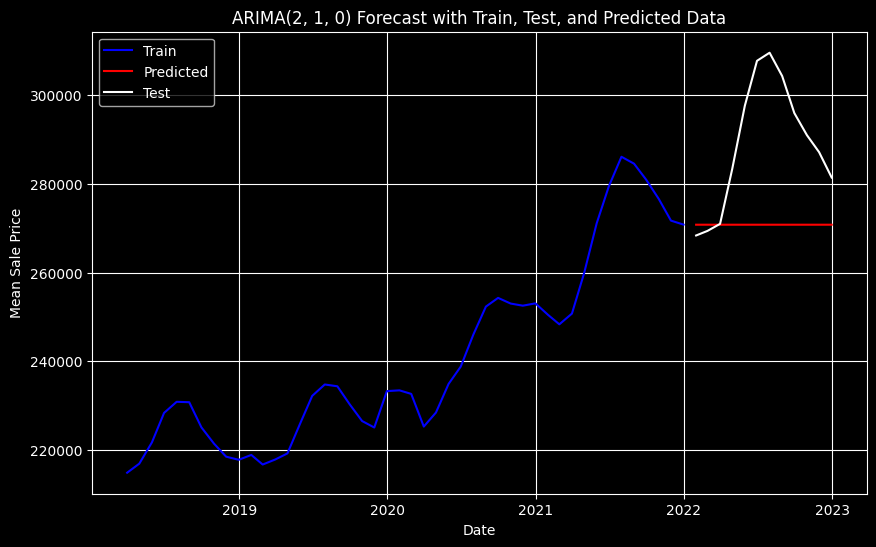 ARIMA(2, 1, 0) Forecast with Train, Test, and Predicted Data
Train
Predicted
Test
300000
280000
260000
240000
220000
Mean Sale Price
2019 2020 2021 2022 2023
Date